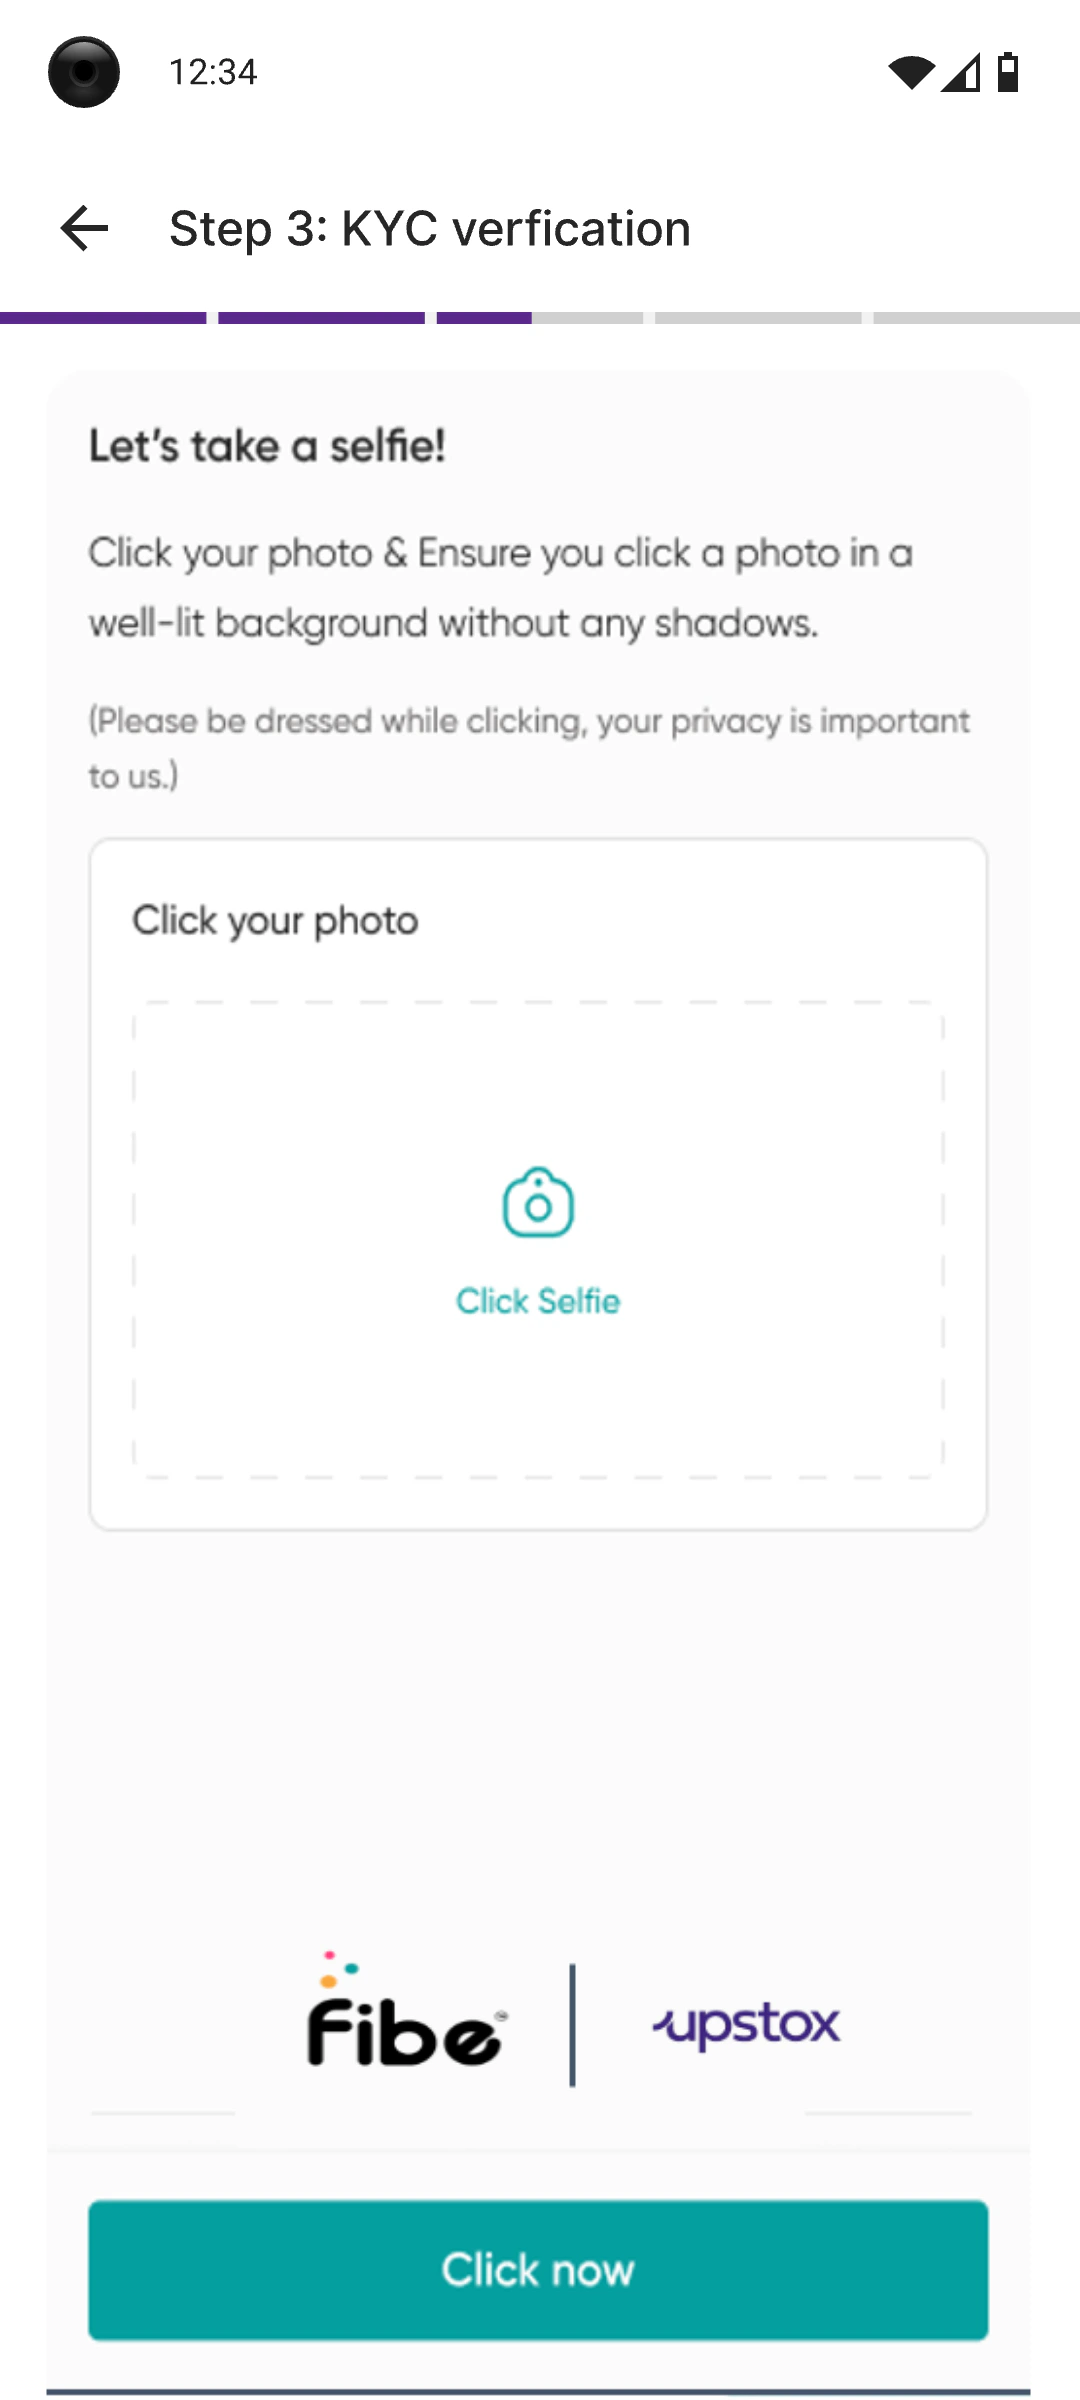 12:34
Step 3: KYC verfication
Let's take a selfie!
Click your photo & Ensure you click a photo in a
well-lit background without any shadows.
(Please be dressed while clicking, your privacy is important
to us.)
Click your photo
Click Selfie
fibe
upstox
Click now